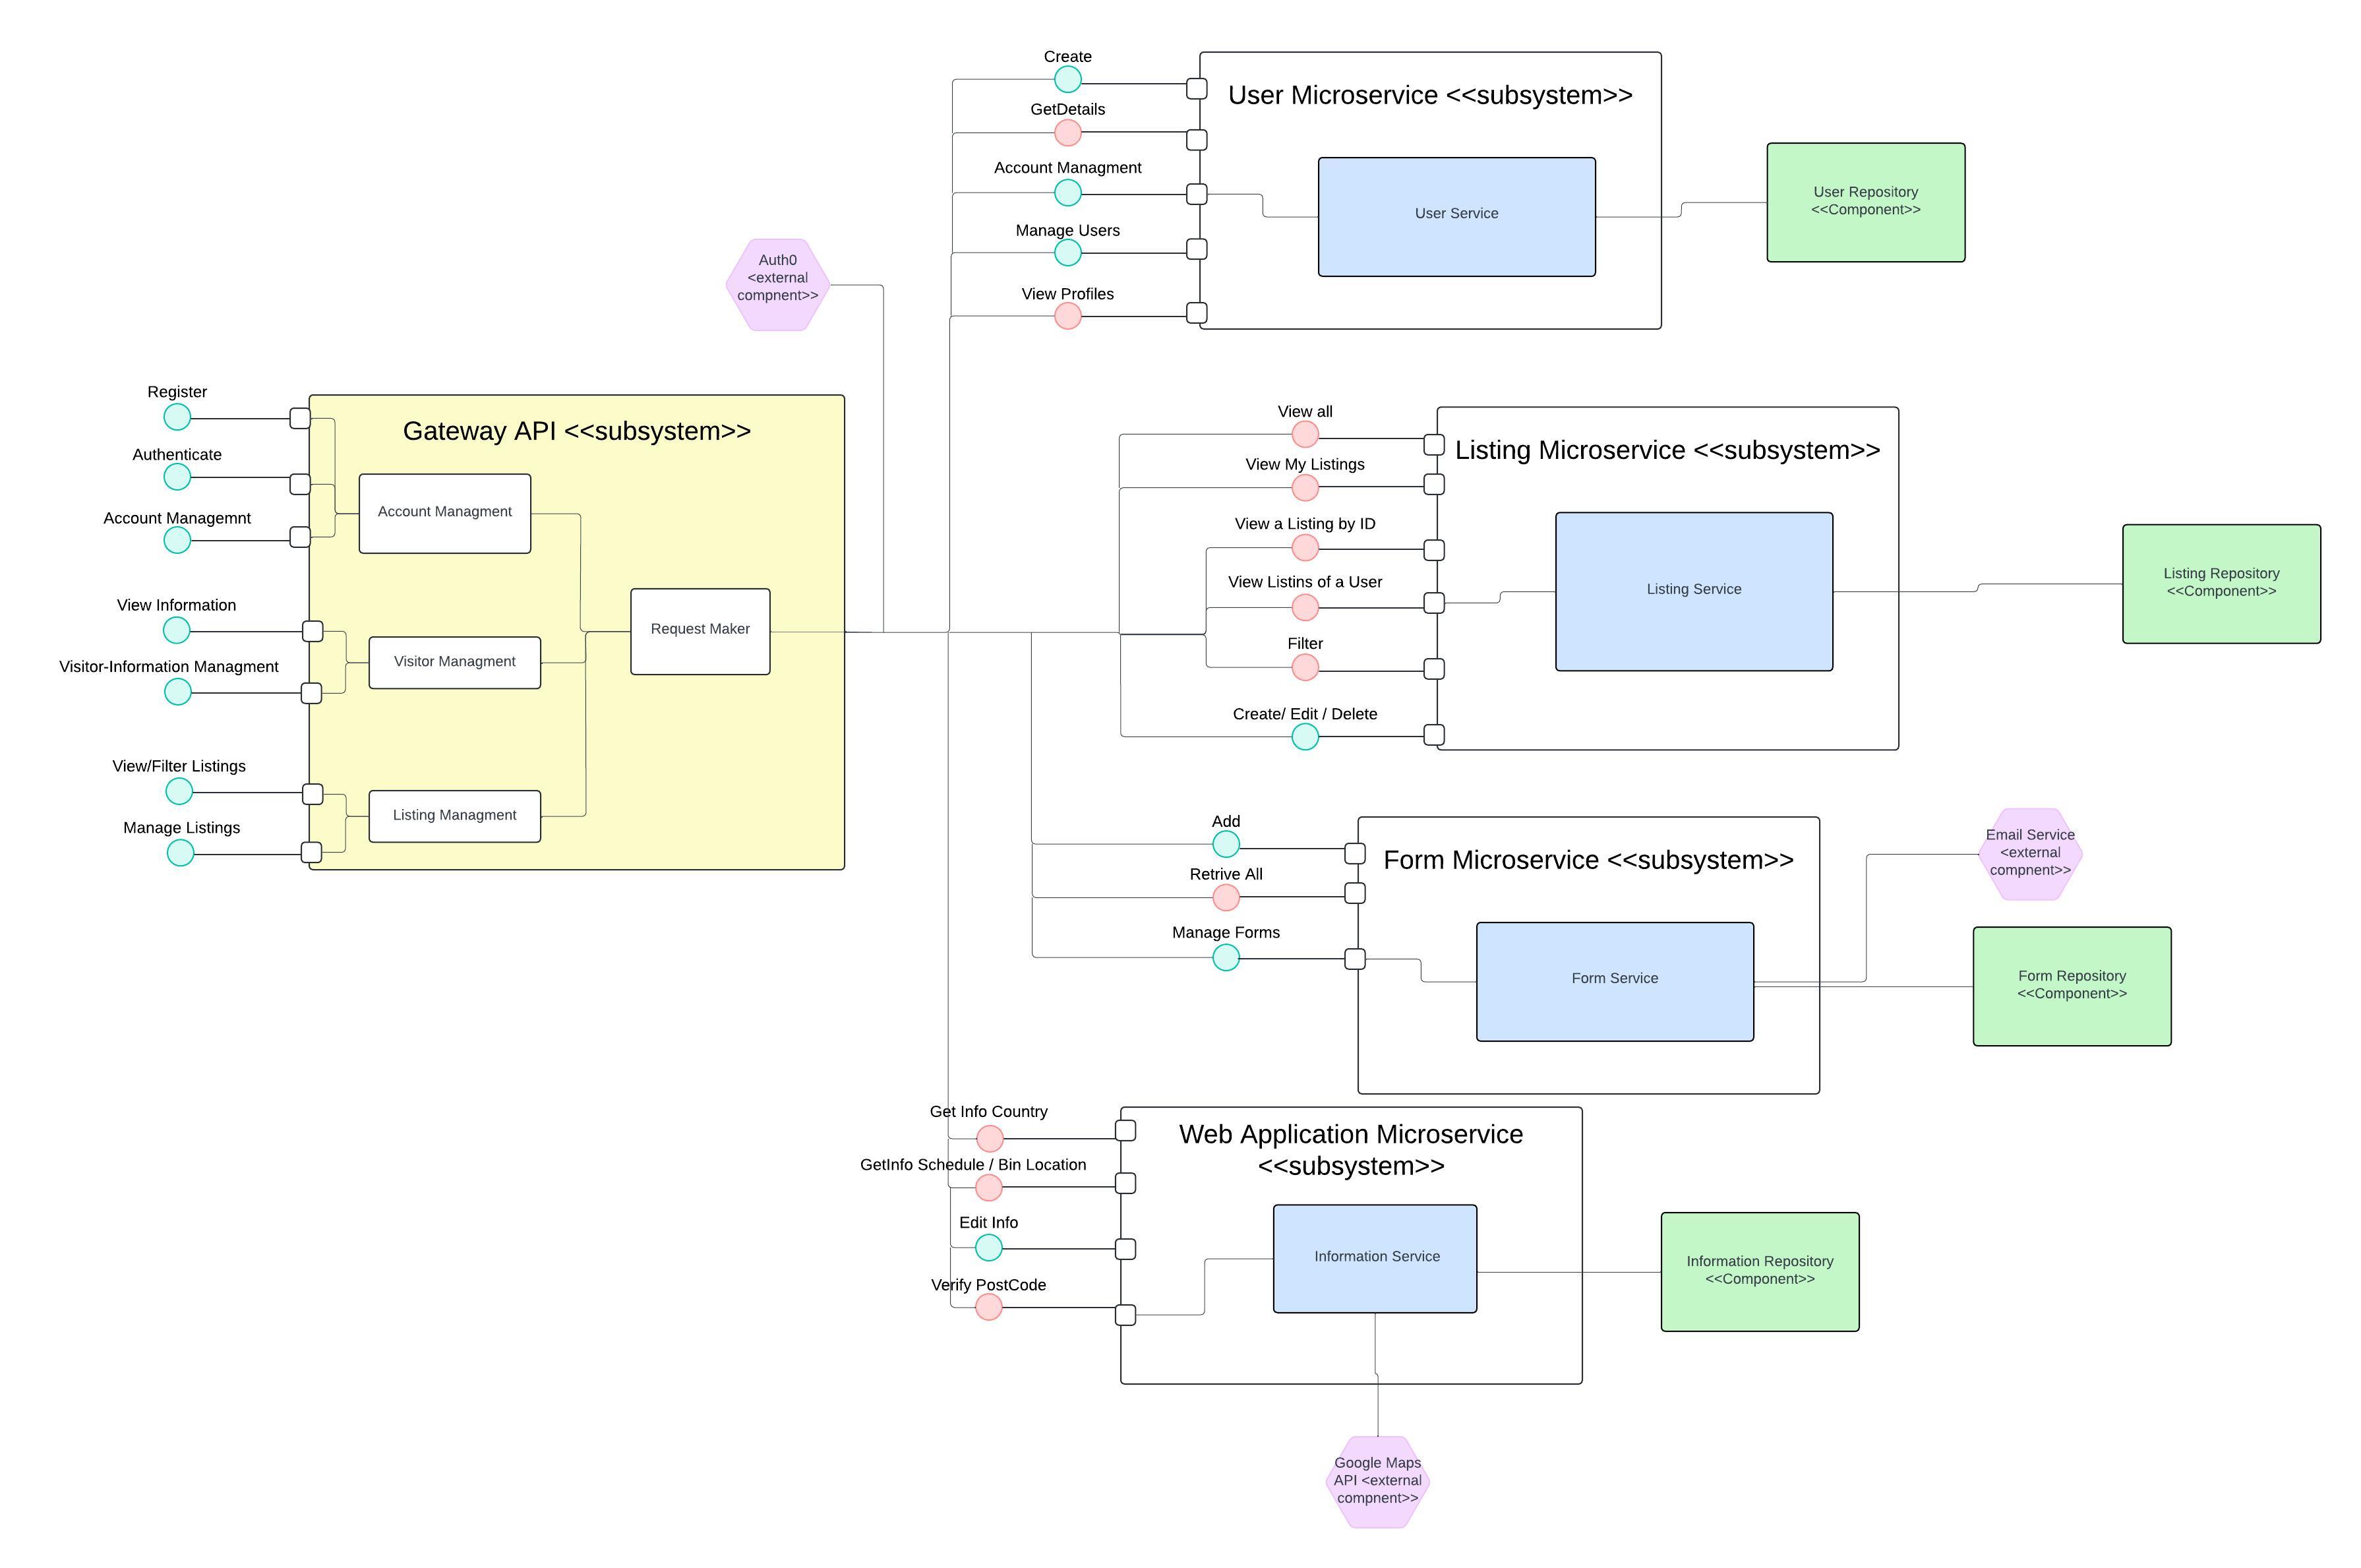 Create
GetDetails
Account Managment
Manage Users
View Profiles
User Microservice <<subsystem>>
User Service
User Repository
<<Component>>
Auth0
<external
compnent>>
Register
Authenticate
Account Managemnt
View Information
Visitor-Information Managment
View/Filter Listings
Manage Listings
Gateway API <<subsystem>>
Account Managment
Visitor Managment
Listing Managment
Request Maker
View all
View My Listings
View a Listing by ID
View Listins of a User
Filter
Create/ Edit / Delete
Listing Microservice <<subsystem>>
Listing Service
Listing Repository
<<Component>>
Add
Retrive All
Manage Forms
Form Microservice <<subsystem>>
Form Service
Email Service
<external
compnent>>
Form Repository
<<Component>>
Get Info Country
GetInfo Schedule / Bin Location
Edit Info
Verify PostCode
Web Application Microservice
<<subsystem>>
Information Service
Information Repository
<<Component>>
Google Maps
API <external
compnent>>